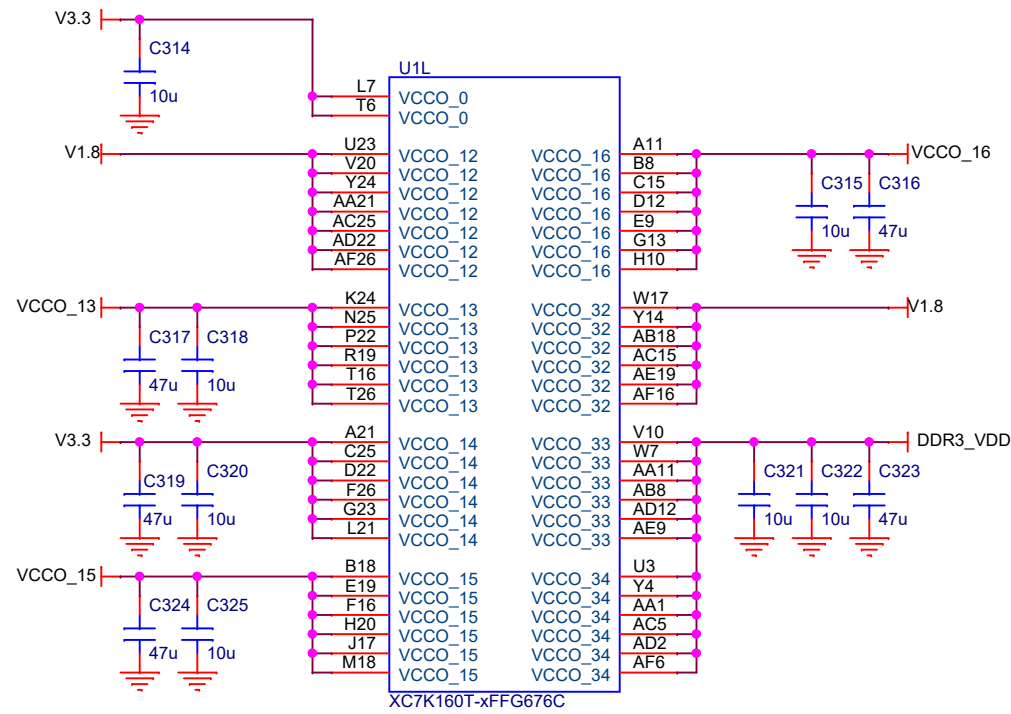 V3.3
C314
10u
U1L
L7 VCCO_0
T6 VCCO_0
V1.8
U23 VCCO_12
V20 VCCO_12
Y24 VCCO_12
AA21 VCCO_12
AC25 VCCO_12
AD22 VCCO_12
AF26 VCCO_12
VCCO_16 A11 VCCO_16
VCCO_16 B8
VCCO_16 C15
VCCO_16 D12
VCCO_16 E9
VCCO_16 G13
VCCO_16 H10
C315 C316
10u 47u
VCCO_13
C317 C318
47u 10u
K24 VCCO_13
N25 VCCO_13
P22 VCCO_13
R19 VCCO_13
T16 VCCO_13
T26 VCCO_13
VCCO_32 W17 V1.8
VCCO_32 Y14
VCCO_32 AB18
VCCO_32 AC15
VCCO_32 AE19
VCCO_32 AF16
V3.3
C319 C320
47u 10u
A21 VCCO_14
C25 VCCO_14
D22 VCCO_14
F26 VCCO_14
G23 VCCO_14
L21 VCCO_14
VCCO_33 V10 DDR3_VDD
VCCO_33 W7
VCCO_33 AA11
VCCO_33 AB8
VCCO_33 AD12
VCCO_33 AE9
C321 C322 C323
10u 10u 47u
VCCO_15
C324 C325
47u 10u
B18 VCCO_15
E19 VCCO_15
F16 VCCO_15
H20 VCCO_15
J17 VCCO_15
M18 VCCO_15
VCCO_34 U3
VCCO_34 Y4
VCCO_34 AA1
VCCO_34 AC5
VCCO_34 AD2
VCCO_34 AF6
XC7K160T-xFFG676C